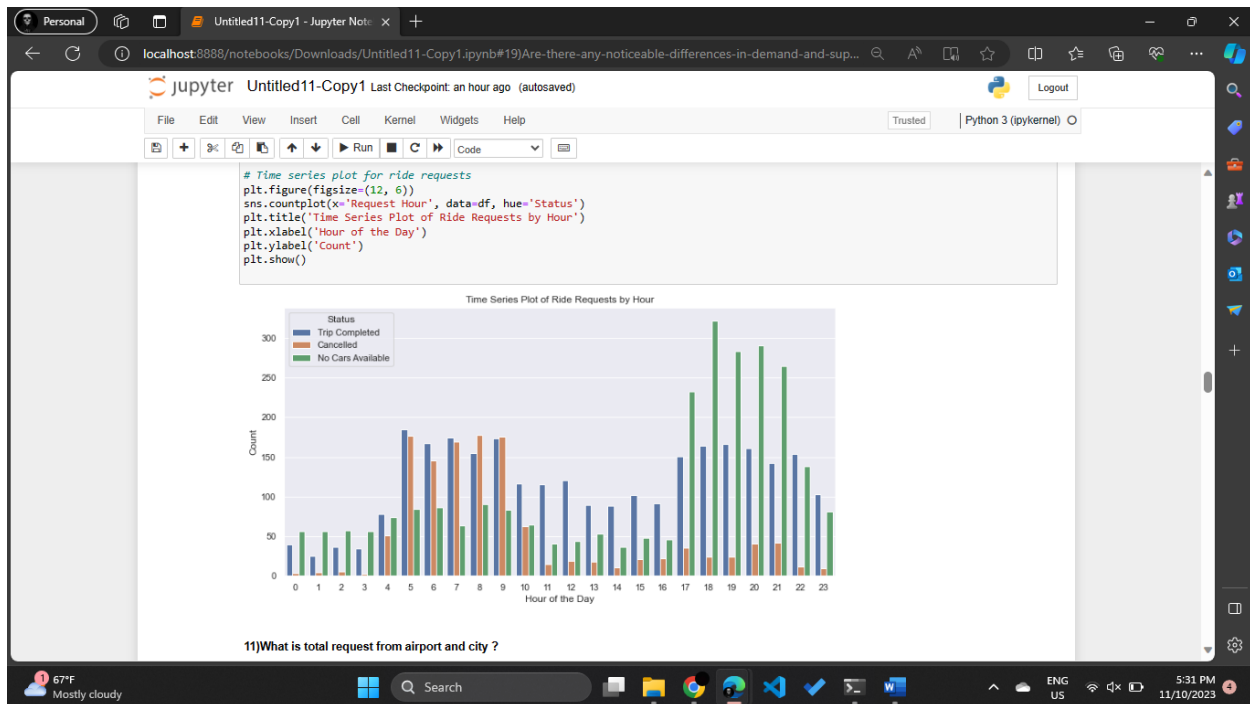 Personal
Untitled11-Copy1 - Jupyter Note
localhost:8888/notebooks/Downloads/Untitled11-Copy1.ipynb#19)Are-there-any-noticeable-differences-in-demand-and-sup...
jupyter Untitled11-Copy1 Last Checkpoint: an hour ago (autosaved)
Logout
File Edit View Insert Cell Kernel Widgets Help
Trusted
Python 3 (ipykernel)
Run
Code
# Time series plot for ride requests
plt.figure(figsize=(12, 6))
sns.countplot(x='Request Hour', data=df, hue='Status')
plt.title('Time Series Plot of Ride Requests by Hour')
plt.xlabel('Hour of the Day')
plt.ylabel('Count')
plt.show()
Time Series Plot of Ride Requests by Hour
Status
Trip Completed
Cancelled
No Cars Available
300
250
200
150
100
50
0
Count
0 1 2 3 4 5 6 7 8 9 10 11 12 13 14 15 16 17 18 19 20 21 22 23
Hour of the Day
11)What is total request from airport and city ?
1
67°F
Mostly cloudy
Search
ENG
US
5:31 PM
11/10/2023
4